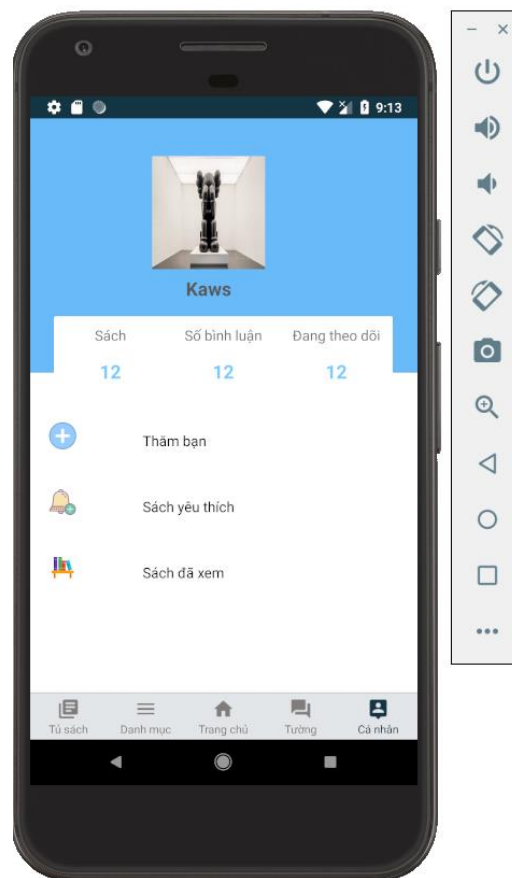 9:13
Kaws
Sách Số bình luận Đang theo dõi
12 12 12
Thăm bạn
Sách yêu thích
Sách đã xem
Tủ sách Danh mục Trang chủ Tường Cá nhân